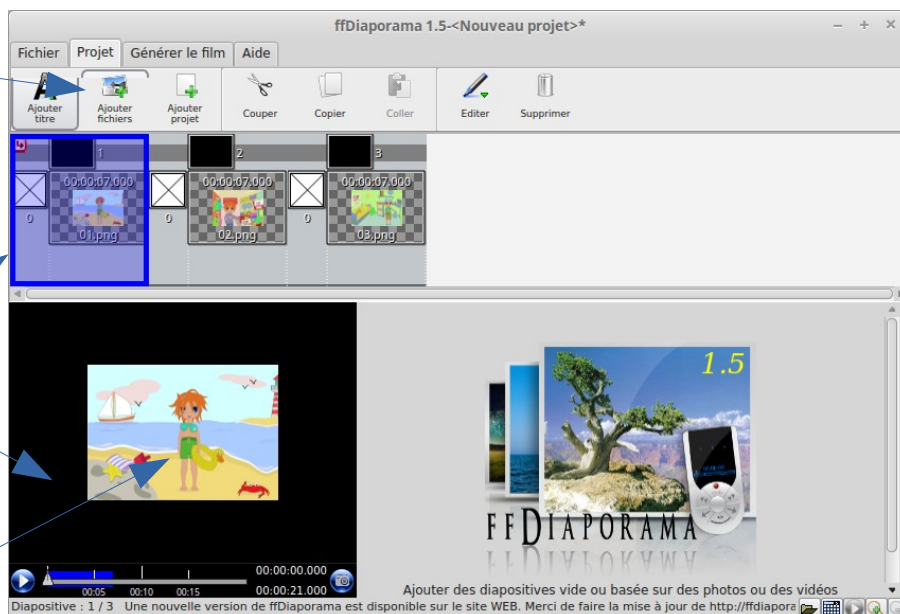 ffDiaporama 1.5-<Nouveau projet>*
Fichier Projet Générer le film Aide
Ajouter titre
Ajouter fichiers
Ajouter projet
Couper
Copier
Coller
Editer
Supprimer
1 2 3
00:00:07.000 00:00:07.000 00:00:07.000
0 0 0
01.png 02.png 03.png
1.5
FFDIAPORAMA
00:00:00.000
00:05 00:10 00:15 00:00:21.000
Ajouter des diapositives vide ou basée sur des photos ou des vidéos
Diapositive : 1 / 3 Une nouvelle version de ffDiaporama est disponible sur le site WEB. Merci de faire la mise à jour de http://ffdiapora